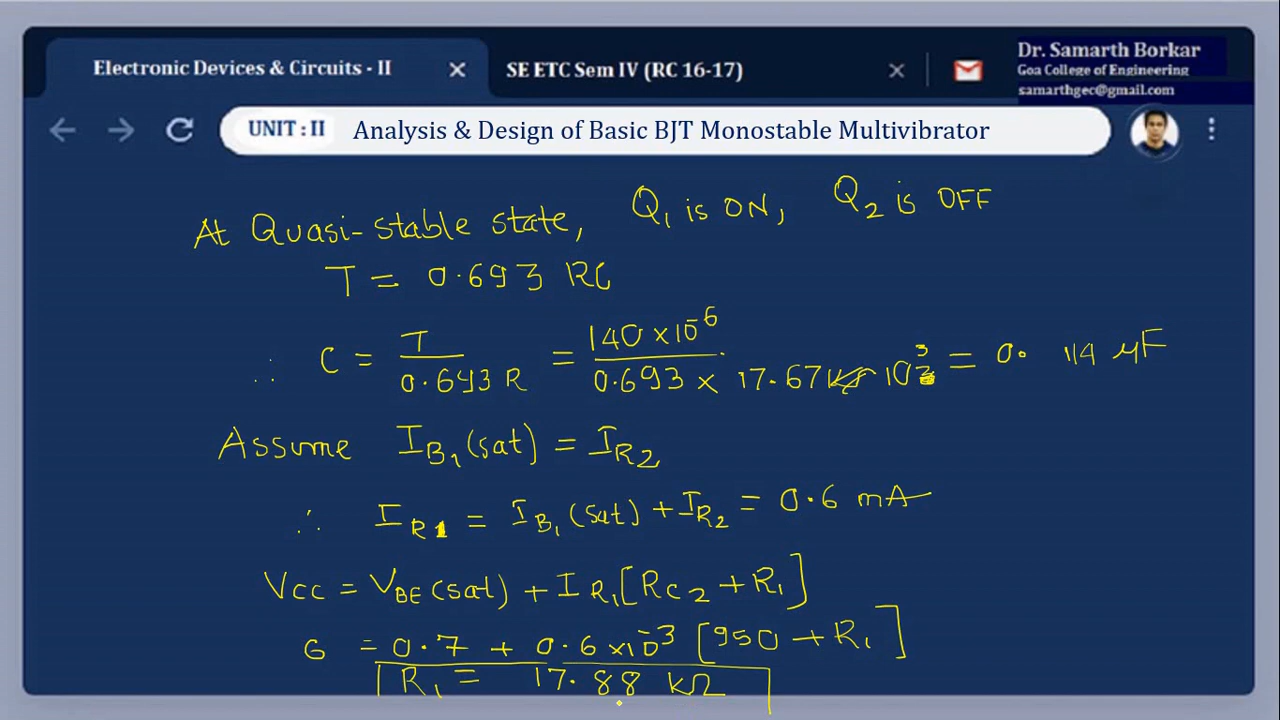 Electronic Devices & Circuits - II
SE ETC Sem IV (RC 16-17)
Dr. Samarth Borkar
Goa College of Engineering
samarthgec@gmail.com
UNIT : II Analysis & Design of Basic BJT Monostable Multivibrator
At Quasi-stable state, Q1 is ON, Q2 is OFF
T = 0.693 RC
∴ C = T / 0.693 R = 140 × 10^-6 / 0.693 × 17.67 10^3 = 0.0114 μF
Assume IB1 (sat) = IR2
∴ IR1 = IB1 (sat) + IR2 = 0.6 mA
VCC = VBE (sat) + IR1 [RC2 + R1]
6 = 0.7 + 0.6 × 10^-3 [950 + R1]
R1 = 17.88 kΩ